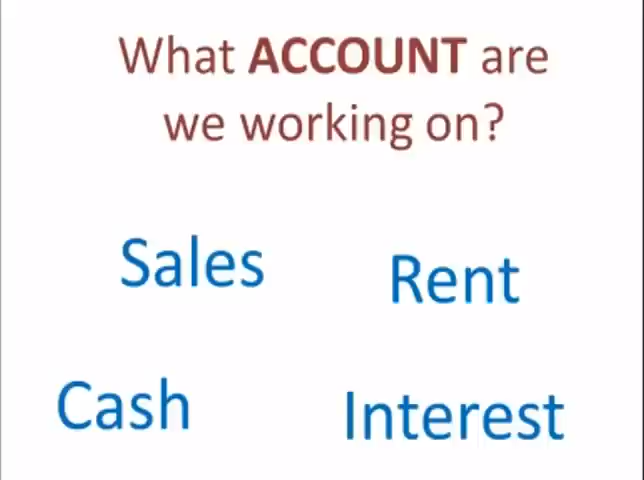 What ACCOUNT are
we working on?
Sales
Rent
Cash
Interest